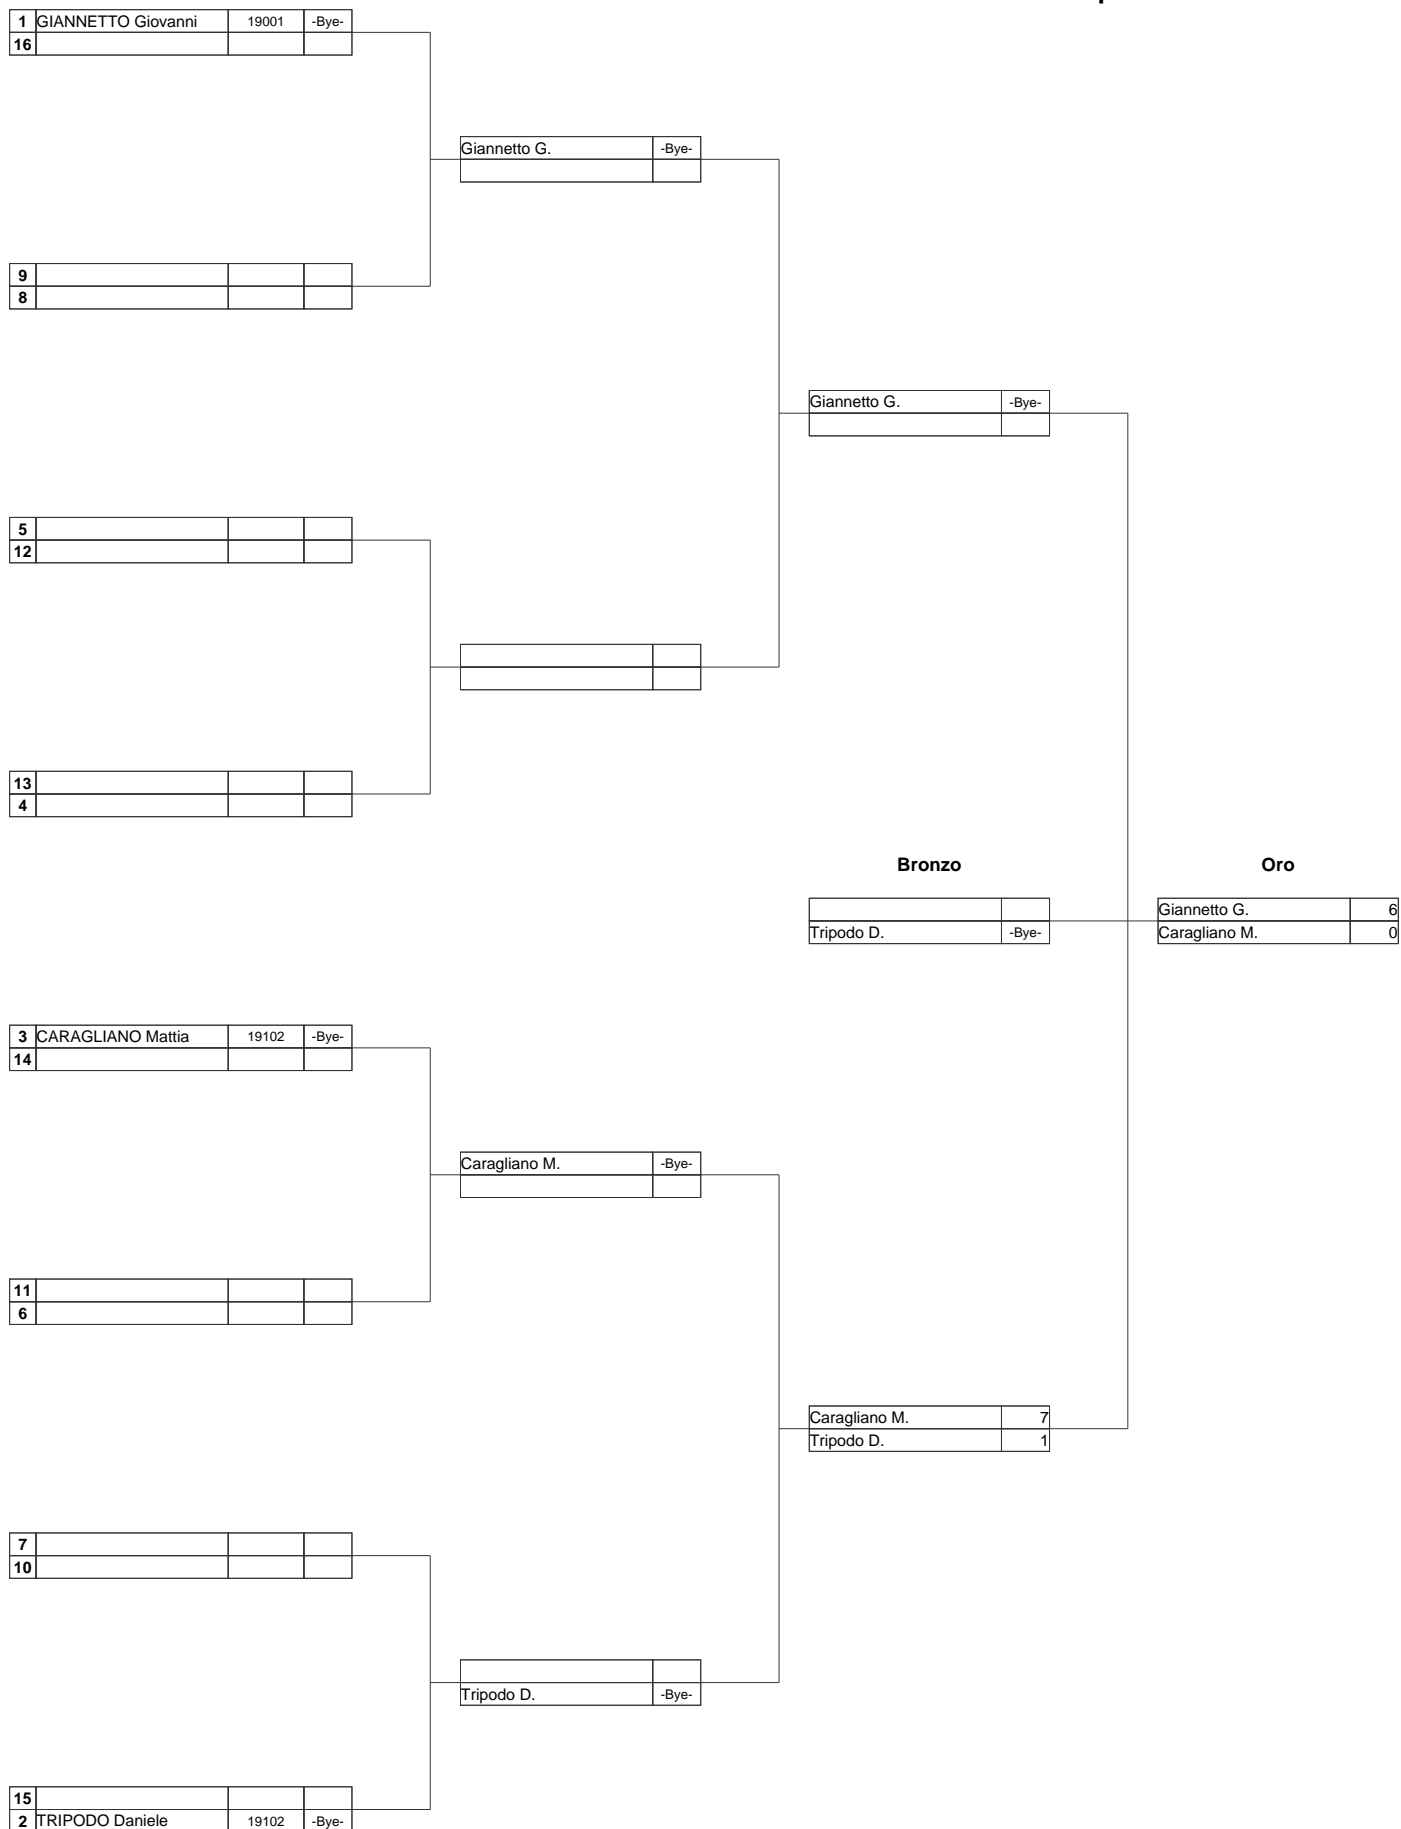 1 GIANNETTO Giovanni 19001 -Bye-
16
Giannetto G. -Bye-
9
8
Giannetto G. -Bye-
5
12
13
4
Bronzo Oro
Giannetto G. 6
Tripodo D. -Bye- Caragliano M. 0
3 CARAGLIANO Mattia 19102 -Bye-
14
Caragliano M. -Bye-
11
6
Caragliano M. 7
Tripodo D. 1
7
10
Tripodo D. -Bye-
15
2 TRIPODO Daniele 19102 -Bye-